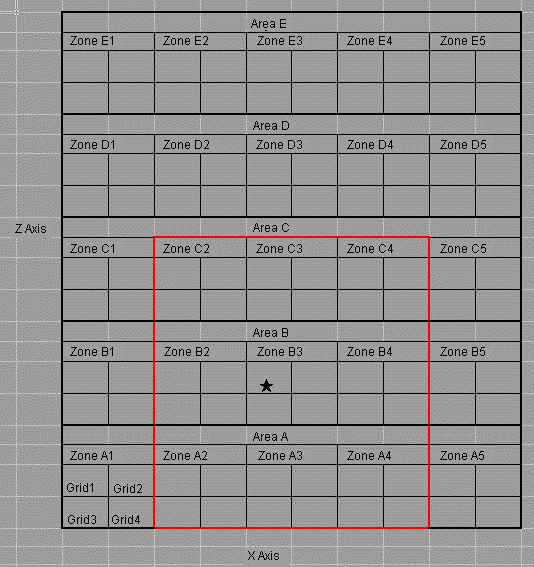 Area E
Zone E1 Zone E2 Zone E3 Zone E4 Zone E5
Area D
Zone D1 Zone D2 Zone D3 Zone D4 Zone D5
Z Axis
Area C
Zone C1 Zone C2 Zone C3 Zone C4 Zone C5
Area B
Zone B1 Zone B2 Zone B3 Zone B4 Zone B5
Area A
Zone A1 Zone A2 Zone A3 Zone A4 Zone A5
Grid1 Grid2
Grid3 Grid4
X Axis